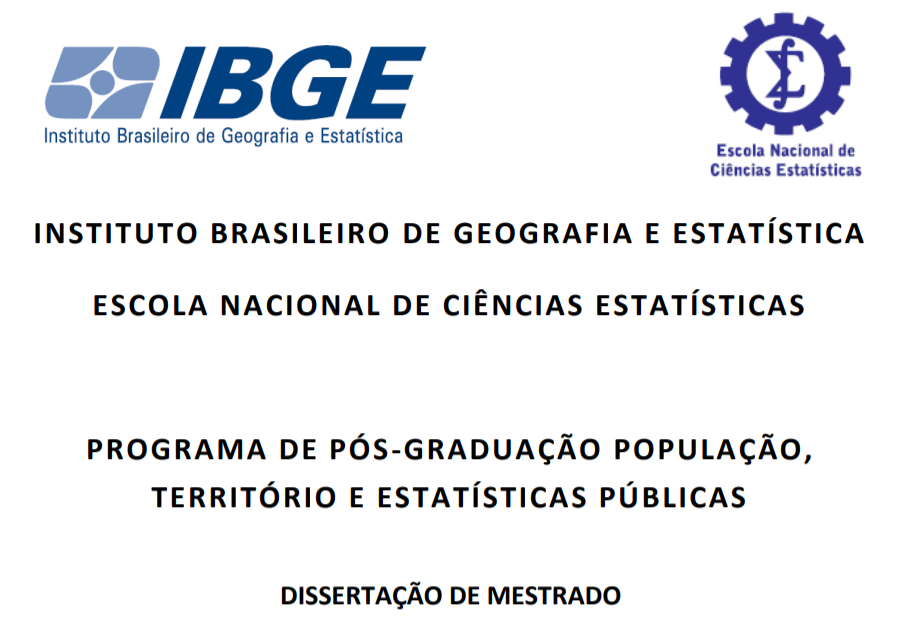 IBGE
Instituto Brasileiro de Geografia e Estatística
Escola Nacional de
Ciências Estatísticas
INSTITUTO BRASILEIRO DE GEOGRAFIA E ESTATÍSTICA
ESCOLA NACIONAL DE CIÊNCIAS ESTATÍSTICAS
PROGRAMA DE PÓS-GRADUAÇÃO POPULAÇÃO,
TERRITÓRIO E ESTATÍSTICAS PÚBLICAS
DISSERTAÇÃO DE MESTRADO